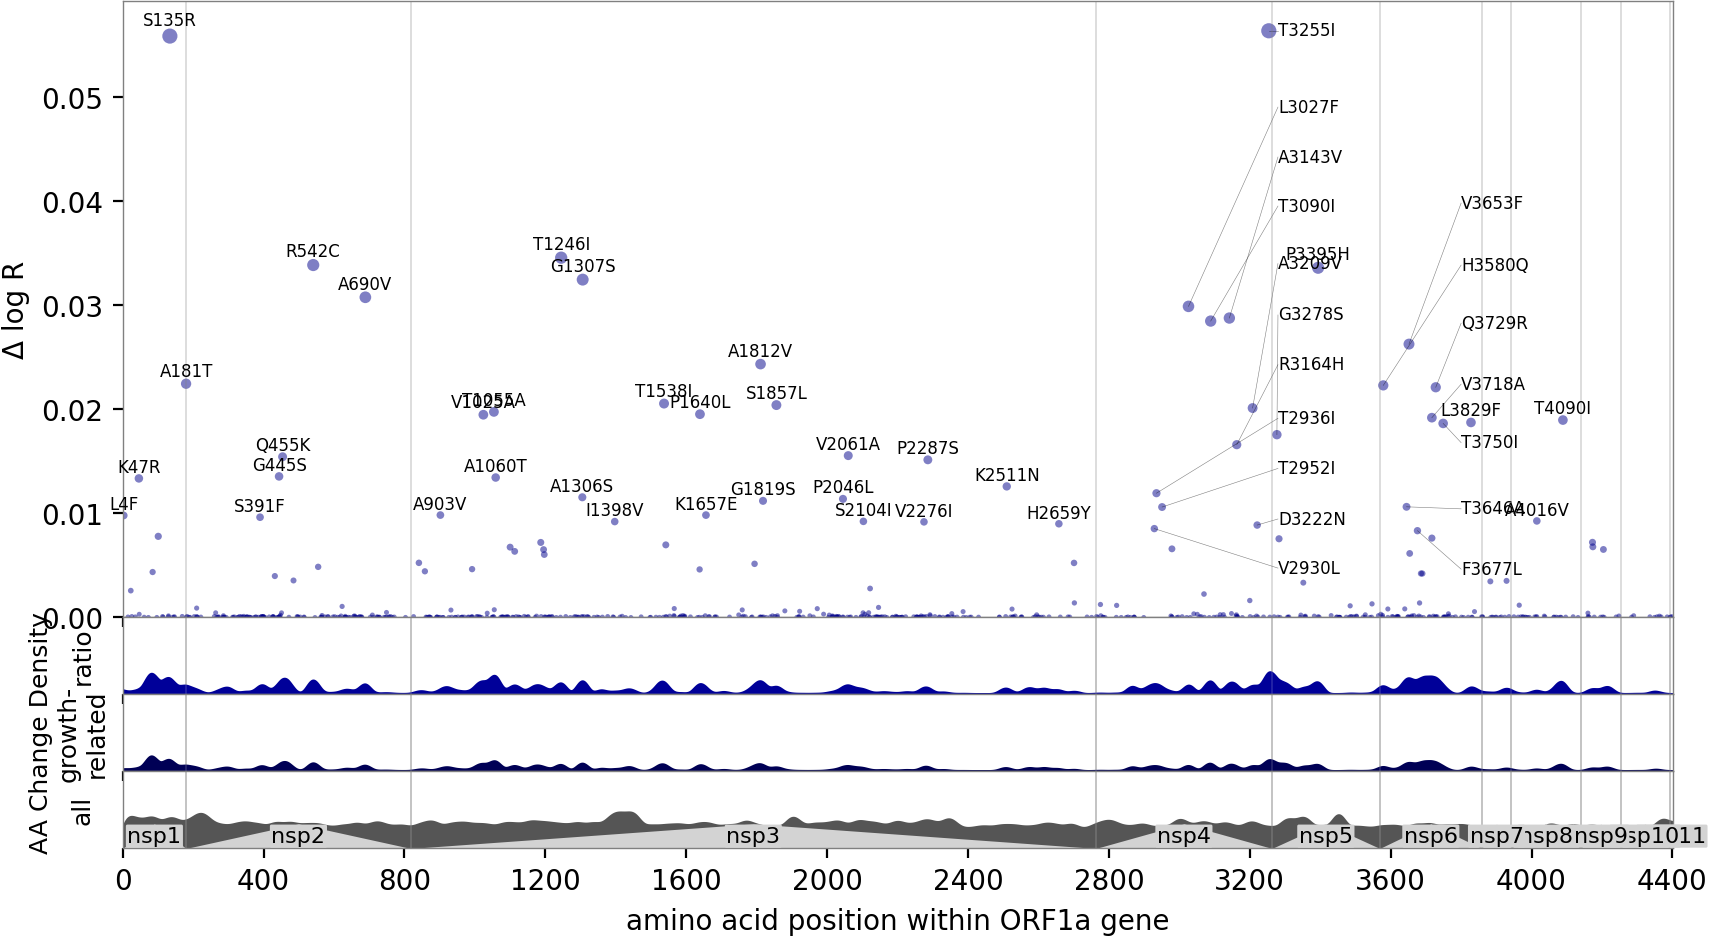 S135R
T3255I
0.05
L3027F
A3143V
0.04
T3090I
V3653F
T1246I
R542C
G1307S
P3395H
A3209V
H3580Q
A690V
0.03
G3278S
Q3729R
A1812V
R3164H
A181T
V3718A
T1538I
S1857L
V1025A
T1055A
P1640L
L3829F
T4090I
0.02
T2936I
Q455K
V2061A
P2287S
T3750I
K47R
G445S
A1060T
T2952I
K2511N
A1306S
G1819S
P2046L
L4F
S391F
A903V
I1398V
K1657E
S2104I
V2276I
H2659Y
T3646A
A4016V
0.01
D3222N
V2930L
F3677L
0.00
Δ log R
AA Change Density
ratio
growth-
related
all
nsp1
nsp2
nsp3
nsp4
nsp5
nsp6
nsp7
nsp9
0 400 800 1200 1600 2000 2400 2800 3200 3600 4000 4400
amino acid position within ORF1a gene